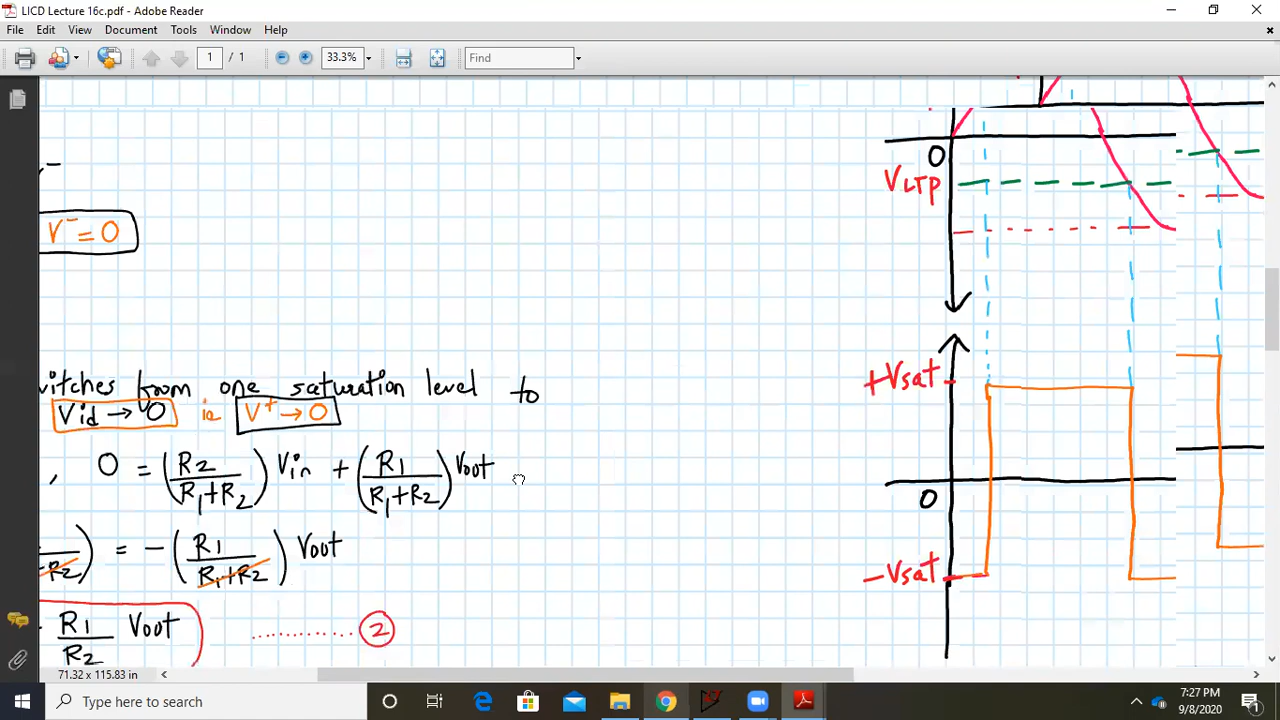 LICD Lecture 16c.pdf - Adobe Reader
File Edit View Document Tools Window Help
1 / 1 33.3% Find
V⁻ = 0
witches from one saturation level to
Vid → 0 ie V⁺ → 0
, 0 = (R2/(R1+R2)) Vin + (R1/(R1+R2)) Vout
+R2) = -(R1/(R1+R2)) Vout
R1/R2 Vout ............ 2
0
VLTP
+Vsat
0
-Vsat
71.32 x 115.83 in
Type here to search
7:27 PM
9/8/2020
1